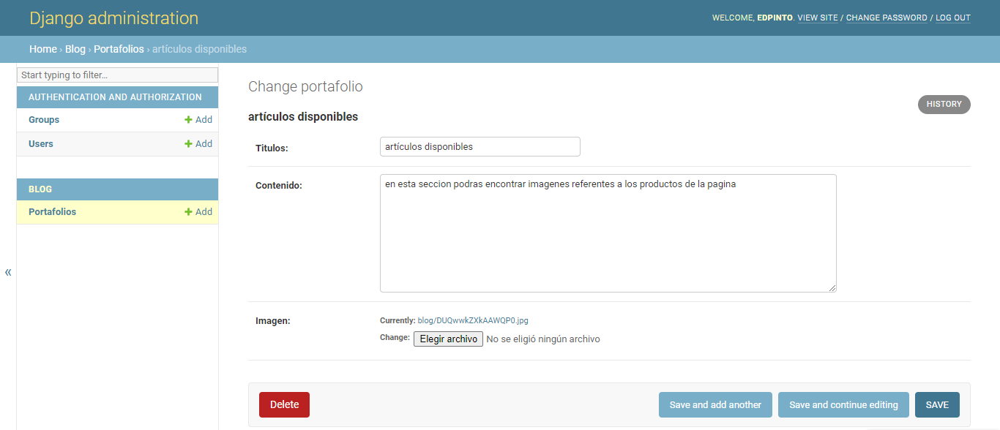 Django administration
WELCOME, EDPINTO. VIEW SITE / CHANGE PASSWORD / LOG OUT
Home › Blog › Portafolios › artículos disponibles
Start typing to filter...
AUTHENTICATION AND AUTHORIZATION
Groups + Add
Users + Add
BLOG
Portafolios + Add
«
Change portafolio
HISTORY
artículos disponibles
Titulos: artículos disponibles
Contenido: en esta seccion podras encontrar imagenes referentes a los productos de la pagina
Imagen: Currently: blog/DUQwwkZXkAAWQP0.jpg
Change: Elegir archivo No se eligió ningún archivo
Delete Save and add another Save and continue editing SAVE